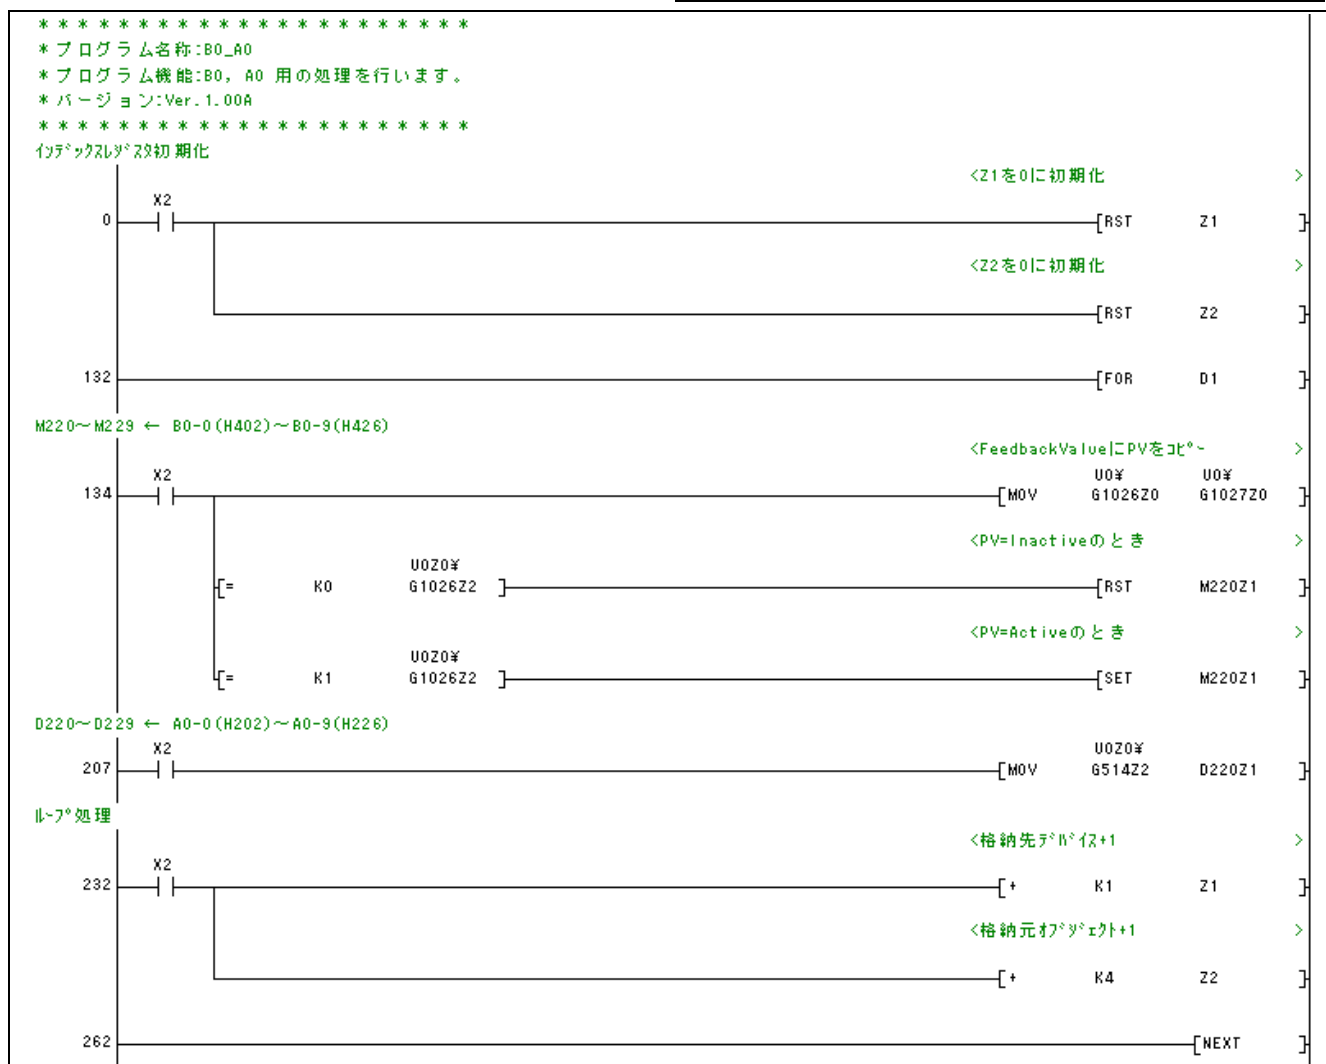 * * * * * * * * * * * * * * * * * * * * * *
* プログラム名称:BO_AO
* プログラム機能:BO, AO 用の処理を行います。
* バージョン:Ver.1.00A
* * * * * * * * * * * * * * * * * * * * * *
ｲﾝﾃﾞｯｸｽﾚｼﾞｽﾀ初期化
<Z1を0に初期化 >
X2
0 [RST Z1 ]
<Z2を0に初期化 >
[RST Z2 ]
132 [FOR D1 ]
M220～M229 ← BO-0(H402)～BO-9(H426)
<FeedbackValueにPVをｺﾋﾟｰ >
X2 U0¥ U0¥
134 [MOV G1026Z0 G1027Z0 ]
<PV=Inactiveのとき >
U0Z0¥
[= K0 G1026Z2 ] [RST M220Z1 ]
<PV=Activeのとき >
U0Z0¥
[= K1 G1026Z2 ] [SET M220Z1 ]
D220～D229 ← AO-0(H202)～AO-9(H226)
X2 U0Z0¥
207 [MOV G514Z2 D220Z1 ]
ﾙｰﾌﾟ処理
<格納先ﾃﾞﾊﾞｲｽ+1 >
X2
232 [+ K1 Z1 ]
<格納元ｵﾌﾞｼﾞｪｸﾄ+1 >
[+ K4 Z2 ]
262 [NEXT ]